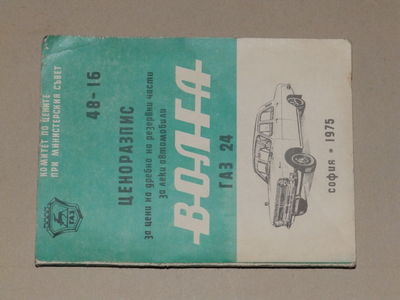 КОМИТЕТ ПО ЦЕНИТЕ
ПРИ МИНИСТЕРСКИЯ СЪВЕТ
48-16
ЦЕНОРАЗПИС
за цени на дребно на резервни части
за леки автомобили
ВОЛГА
ГАЗ 24
СОФИЯ • 1975
ГАЗ